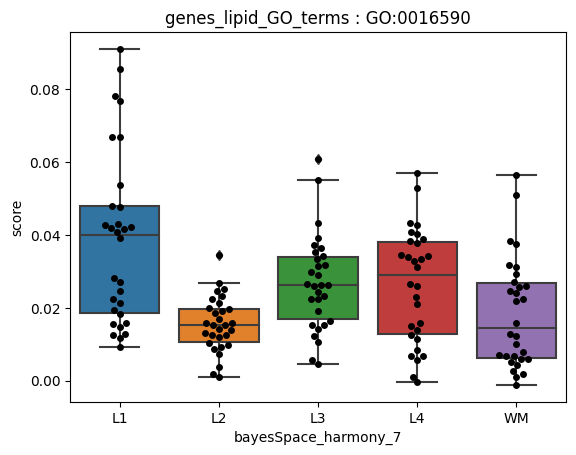 genes_lipid_GO_terms : GO:0016590
score
0.08
0.06
0.04
0.02
0.00
L1 L2 L3 L4 WM
bayesSpace_harmony_7